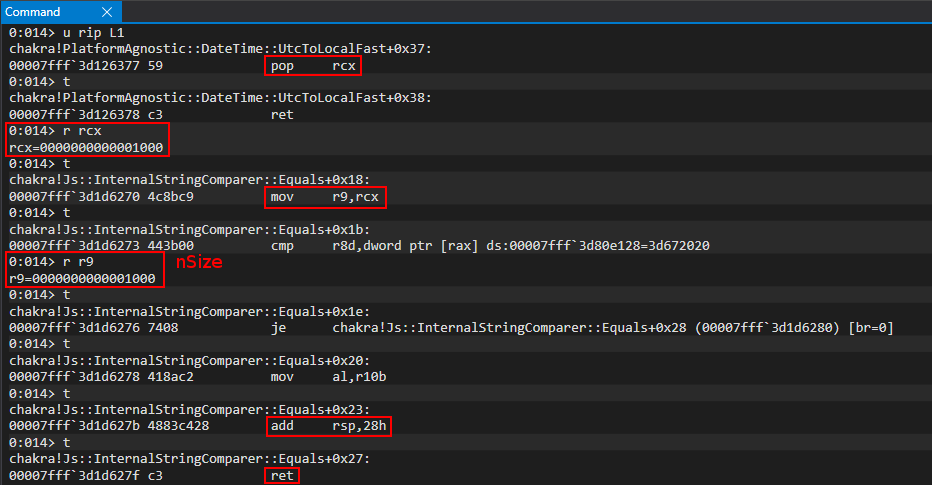 Command
0:014> u rip L1
chakra!PlatformAgnostic::DateTime::UtcToLocalFast+0x37:
00007fff`3d126377 59 pop rcx
0:014> t
chakra!PlatformAgnostic::DateTime::UtcToLocalFast+0x38:
00007fff`3d126378 c3 ret
0:014> r rcx
rcx=0000000000001000
0:014> t
chakra!Js::InternalStringComparer::Equals+0x18:
00007fff`3d1d6270 4c8bc9 mov r9,rcx
0:014> t
chakra!Js::InternalStringComparer::Equals+0x1b:
00007fff`3d1d6273 443b00 cmp r8d,dword ptr [rax] ds:00007fff`3d80e128=3d672020
0:014> r r9 nSize
r9=0000000000001000
0:014> t
chakra!Js::InternalStringComparer::Equals+0x1e:
00007fff`3d1d6276 7408 je chakra!Js::InternalStringComparer::Equals+0x28 (00007fff`3d1d6280) [br=0]
0:014> t
chakra!Js::InternalStringComparer::Equals+0x20:
00007fff`3d1d6278 418ac2 mov al,r10b
0:014> t
chakra!Js::InternalStringComparer::Equals+0x23:
00007fff`3d1d627b 4883c428 add rsp,28h
0:014> t
chakra!Js::InternalStringComparer::Equals+0x27:
00007fff`3d1d627f c3 ret